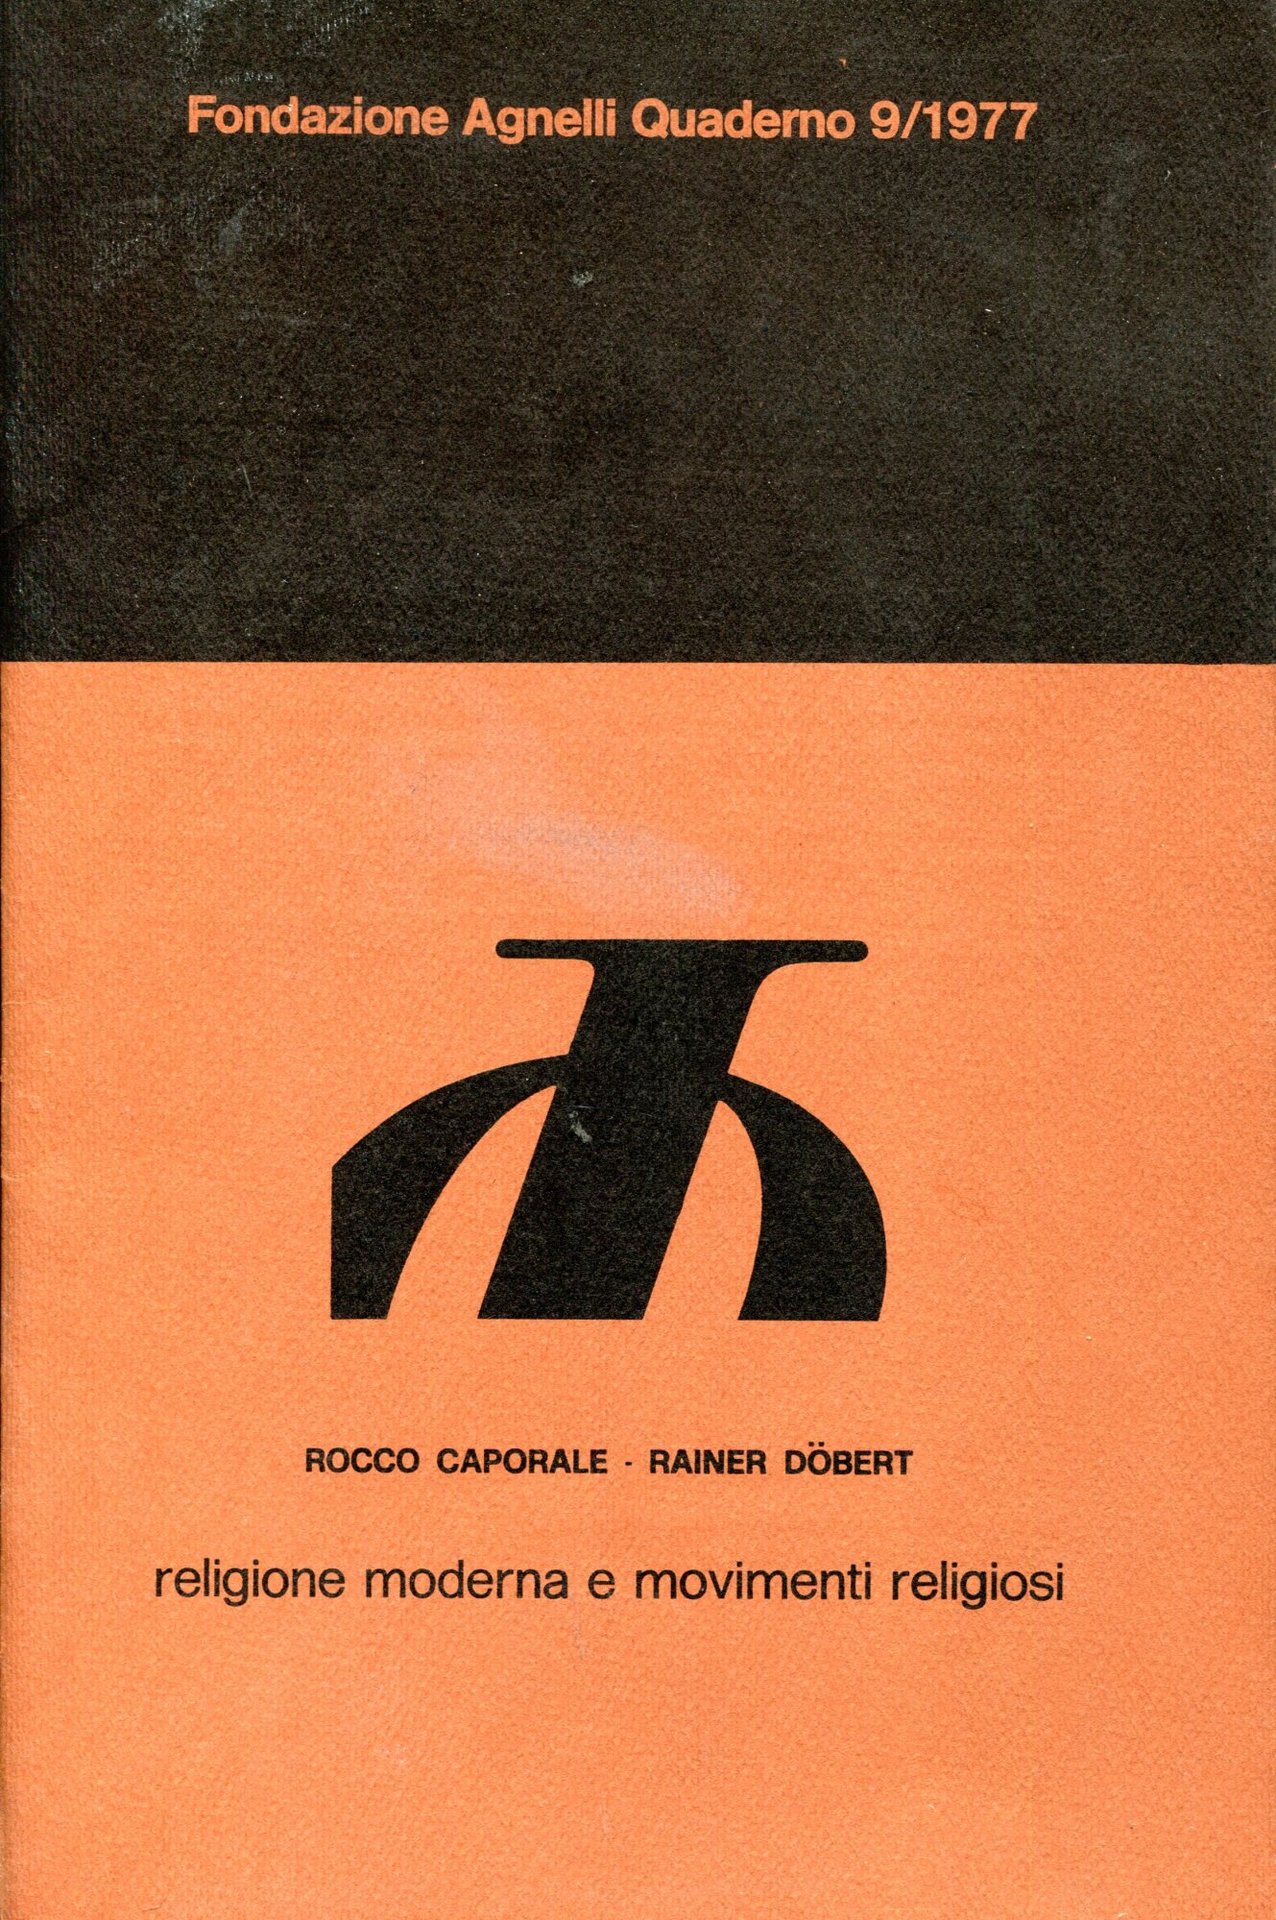 Fondazione Agnelli Quaderno 9/1977
ROCCO CAPORALE - RAINER DÖBERT
religione moderna e movimenti religiosi